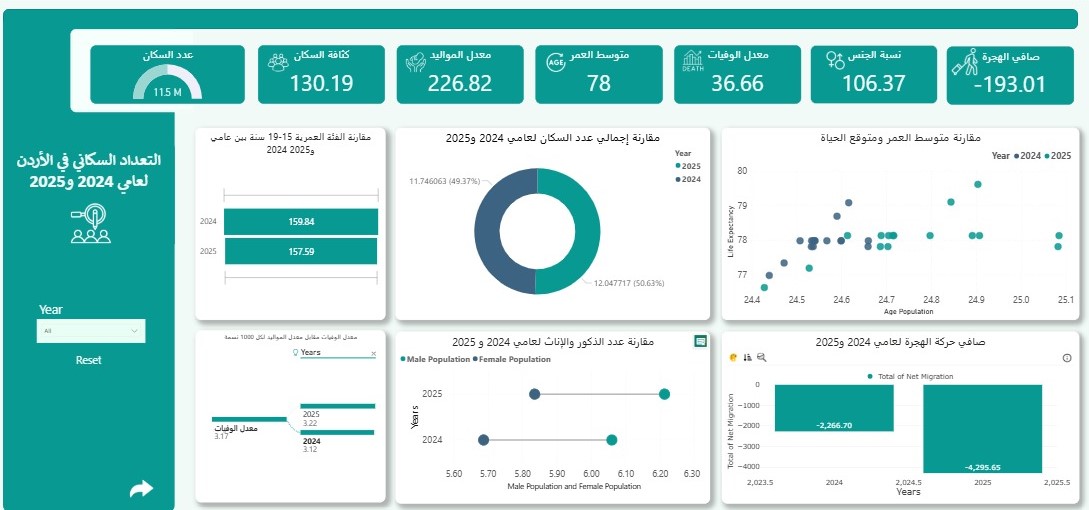 عدد السكان
11.5 M
كثافة السكان
130.19
معدل المواليد
226.82
متوسط العمر
AGE
78
معدل الوفيات
DEATH
36.66
نسبة الجنس
106.37
صافي الهجرة
-193.01
التعداد السكاني في الأردن
لعامي 2024 و2025
Year
All
Reset
مقارنة الفئة العمرية 15-19 سنة بين عامي
2024 و2025
2024
159.84
2025
157.59
مقارنة إجمالي عدد السكان لعامي 2024 و2025
Year
2025
2024
11.746063 (49.37%)
12.047717 (50.63%)
مقارنة متوسط العمر ومتوقع الحياة
Year 2024 2025
Life Expectancy
80
79
78
77
24.4 24.5 24.6 24.7 24.8 24.9 25.0 25.1
Age Population
معدل الوفيات مقابل معدل المواليد لكل 1000 نسمة
Years
معدل الوفيات
3.17
2025
3.22
2024
3.12
مقارنة عدد الذكور والإناث لعامي 2024 و 2025
Male Population Female Population
Years
2025
2024
5.60 5.70 5.80 5.90 6.00 6.10 6.20 6.30
Male Population and Female Population
صافي حركة الهجرة لعامي 2024 و2025
Total of Net Migration
Total of Net Migration
0
-1000
-2000
-3000
-4000
-2,266.70
-4,295.65
2,023.5 2024 2,024.5 2025 2,025.5
Years